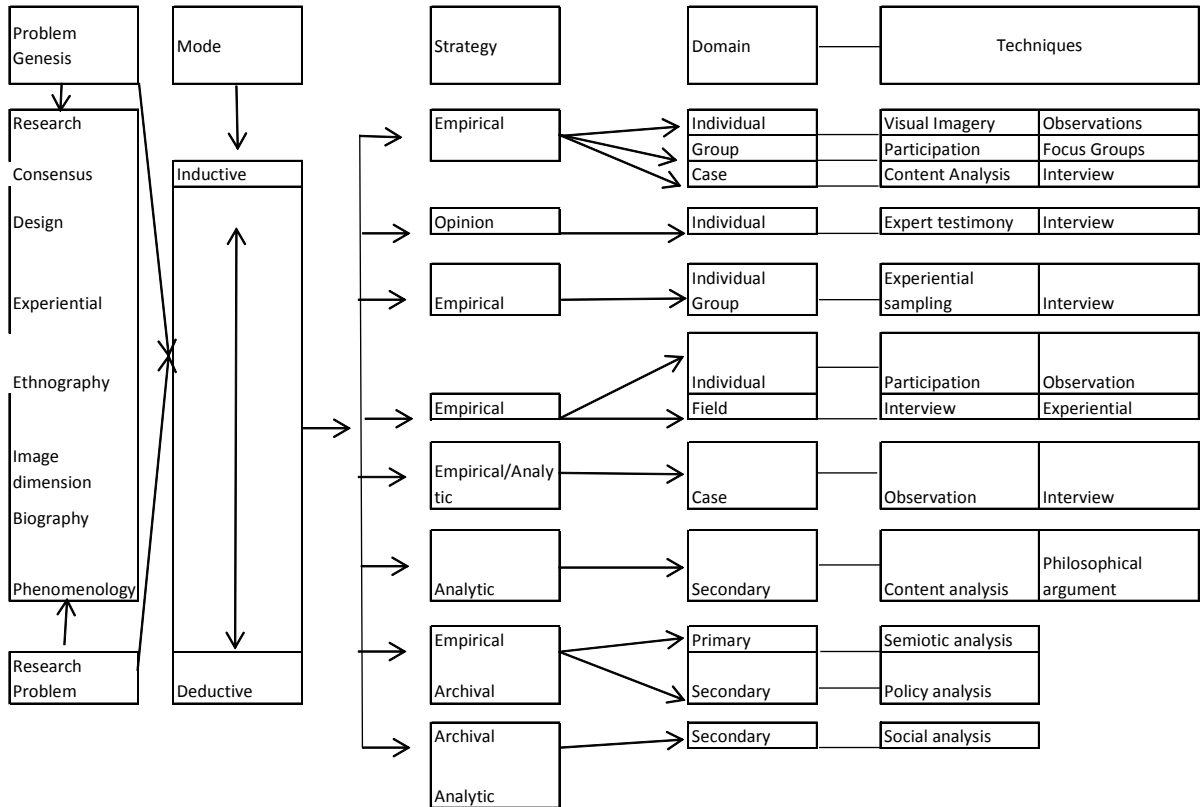 Problem
Genesis
Mode
Strategy
Domain
Techniques
Research
Consensus
Design
Experiential
Ethnography
Image
dimension
Biography
Phenomenology
Research
Problem
Inductive
Deductive
Empirical
Individual
Visual Imagery
Observations
Group
Participation
Focus Groups
Case
Content Analysis
Interview
Opinion
Individual
Expert testimony
Interview
Empirical
Individual
Group
Experiential
sampling
Interview
Empirical
Individual
Participation
Observation
Field
Interview
Experiential
Empirical/Analy
tic
Case
Observation
Interview
Analytic
Secondary
Content analysis
Philosophical
argument
Empirical
Archival
Primary
Semiotic analysis
Secondary
Policy analysis
Archival
Analytic
Secondary
Social analysis